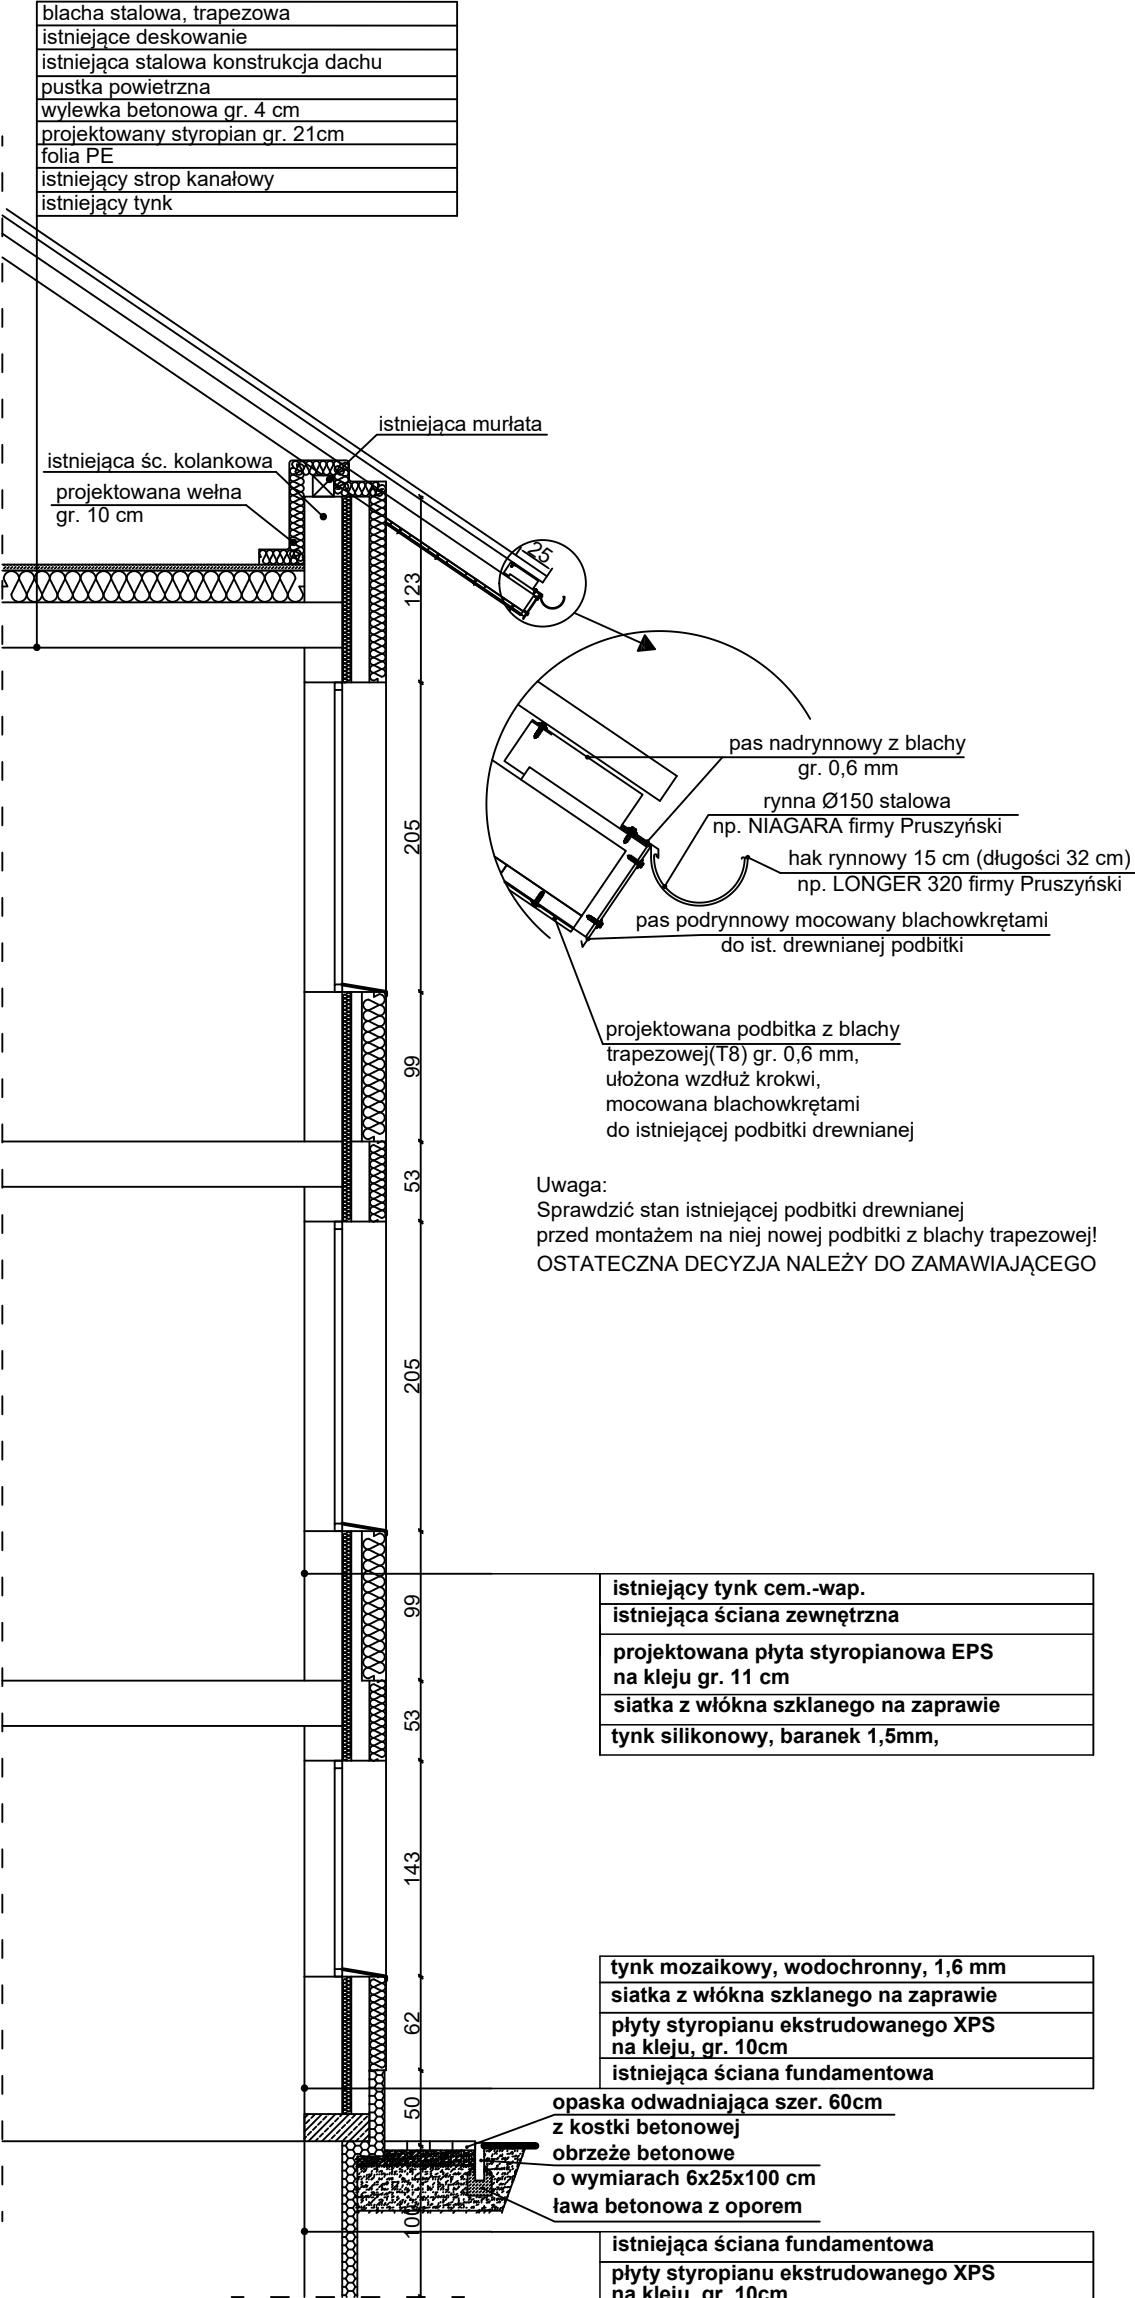 blacha stalowa, trapezowa
istniejące deskowanie
istniejąca stalowa konstrukcja dachu
pustka powietrzna
wylewka betonowa gr. 4 cm
projektowany styropian gr. 21cm
folia PE
istniejący strop kanałowy
istniejący tynk
istniejąca murłata
istniejąca śc. kolankowa
projektowana wełna
gr. 10 cm
25
123
pas nadrynnowy z blachy
gr. 0,6 mm
rynna Ø150 stalowa
np. NIAGARA firmy Pruszyński
205
hak rynnowy 15 cm (długości 32 cm)
np. LONGER 320 firmy Pruszyński
pas podrynnowy mocowany blachowkrętami
do ist. drewnianej podbitki
projektowana podbitka z blachy
trapezowej(T8) gr. 0,6 mm,
ułożona wzdłuż krokwi,
mocowana blachowkrętami
do istniejącej podbitki drewnianej
99
53
Uwaga:
Sprawdzić stan istniejącej podbitki drewnianej
przed montażem na niej nowej podbitki z blachy trapezowej!
OSTATECZNA DECYZJA NALEŻY DO ZAMAWIAJĄCEGO
205
99
istniejący tynk cem.-wap.
istniejąca ściana zewnętrzna
projektowana płyta styropianowa EPS
na kleju gr. 11 cm
siatka z włókna szklanego na zaprawie
tynk silikonowy, baranek 1,5mm,
53
143
62
tynk mozaikowy, wodochronny, 1,6 mm
siatka z włókna szklanego na zaprawie
płyty styropianu ekstrudowanego XPS
na kleju, gr. 10cm
istniejąca ściana fundamentowa
50
opaska odwadniająca szer. 60cm
z kostki betonowej
obrzeże betonowe
o wymiarach 6x25x100 cm
ława betonowa z oporem
100
istniejąca ściana fundamentowa
płyty styropianu ekstrudowanego XPS
na kleju, gr. 10cm